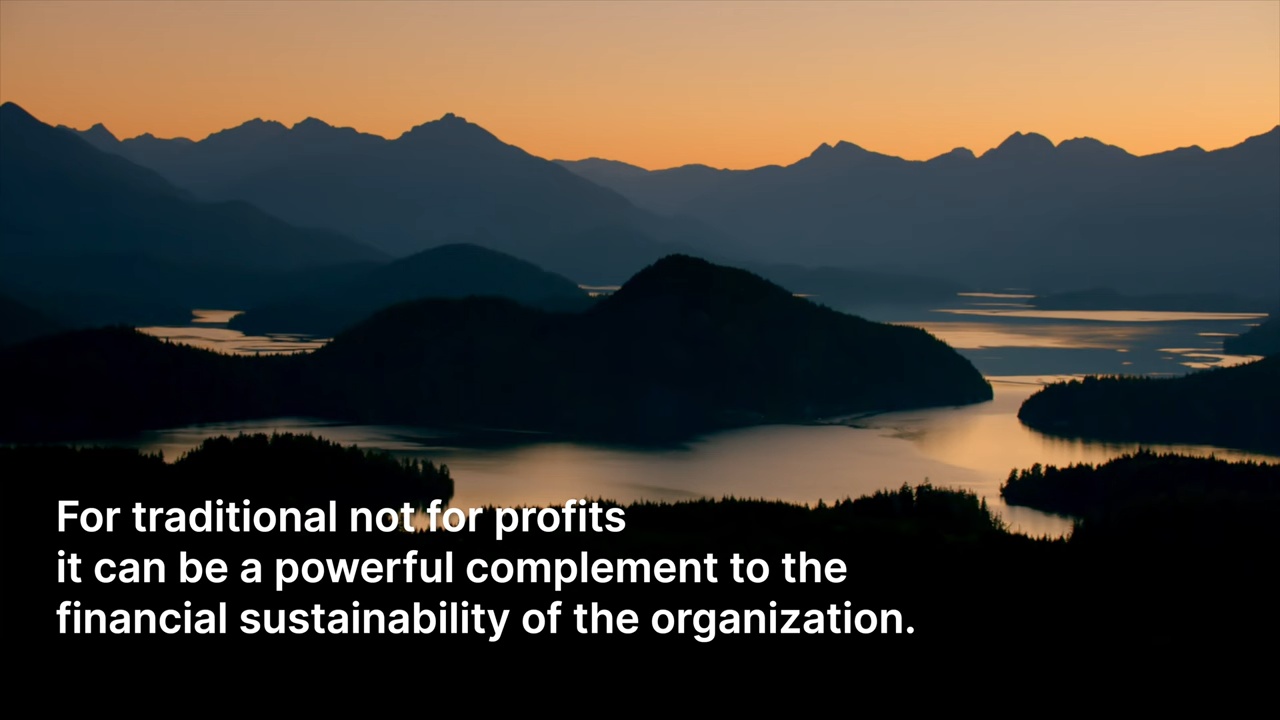 For traditional not for profits
it can be a powerful complement to the
financial sustainability of the organization.